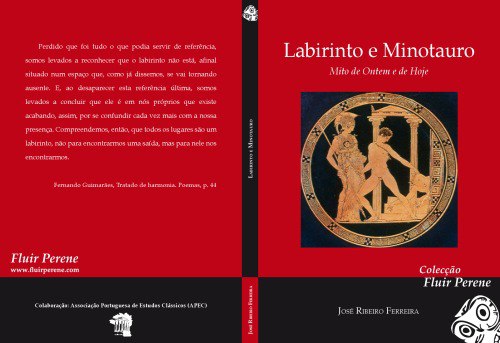 Perdido que foi tudo o que podia servir de referência,
somos levados a reconhecer que o labirinto não está, afinal
situado num espaço que, como já dissemos, se vai tornando
ausente. E, ao desaparecer esta referência última, somos
levados a concluir que ele é em nós próprios que existe
acabando, assim, por se confundir cada vez mais com a nossa
presença. Compreendemos, então, que todos os lugares são um
labirinto, não para encontrarmos uma saída, mas para nele nos
encontrarmos.
Fernando Guimarães, Tratado de harmonia. Poemas, p. 44
Fluir Perene
www.fluirperene.com
Colaboração: Associação Portuguesa de Estudos Clássicos (APEC)
Labirinto e Minotauro
José Ribeiro Ferreira
Labirinto e Minotauro
Mito de Ontem e de Hoje
Colecção
Fluir Perene
José Ribeiro Ferreira